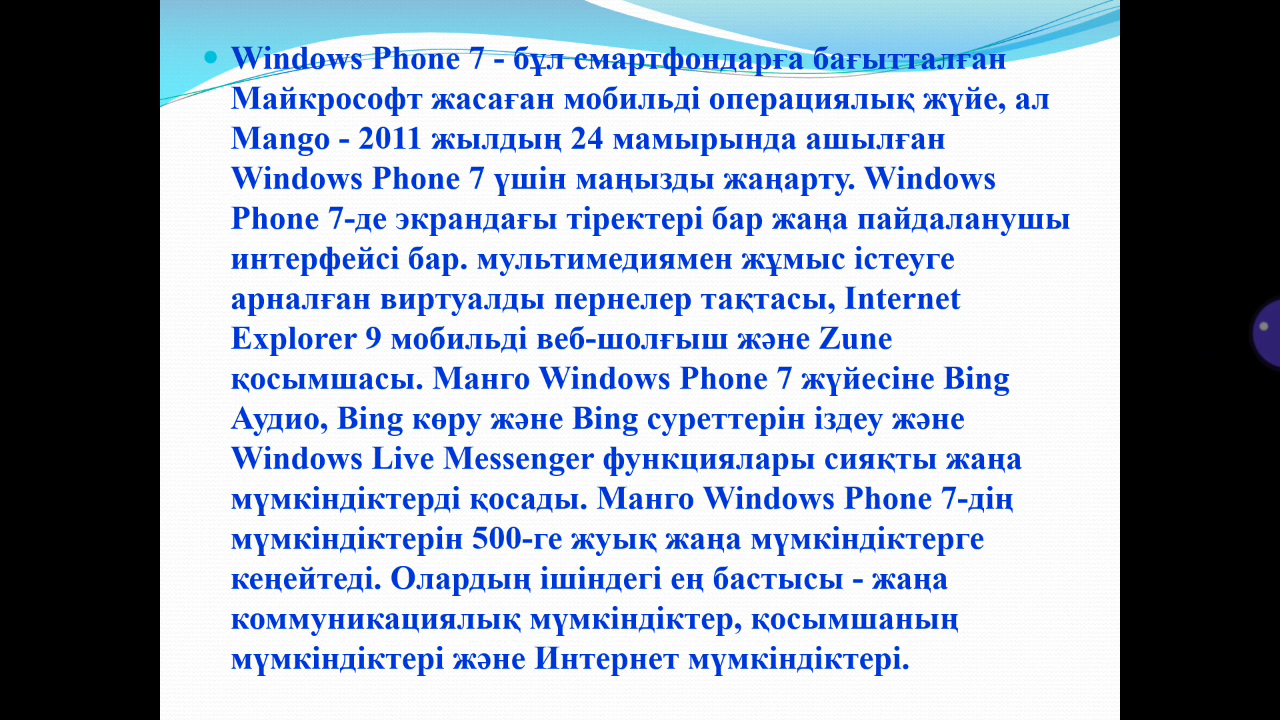 Windows Phone 7 - бұл смартфондарға бағытталған
Майкрософт жасаған мобильді операциялық жүйе, ал
Mango - 2011 жылдың 24 мамырында ашылған
Windows Phone 7 үшін маңызды жаңарту. Windows
Phone 7-де экрандағы тіректері бар жаңа пайдаланушы
интерфейсі бар. мультимедиямен жұмыс істеуге
арналған виртуалды пернелер тақтасы, Internet
Explorer 9 мобильді веб-шолғыш және Zune
қосымшасы. Манго Windows Phone 7 жүйесіне Bing
Аудио, Bing көру және Bing суреттерін іздеу және
Windows Live Messenger функциялары сияқты жаңа
мүмкіндіктерді қосады. Манго Windows Phone 7-дің
мүмкіндіктерін 500-ге жуық жаңа мүмкіндіктерге
кеңейтеді. Олардың ішіндегі ең бастысы - жаңа
коммуникациялық мүмкіндіктер, қосымшаның
мүмкіндіктері және Интернет мүмкіндіктері.